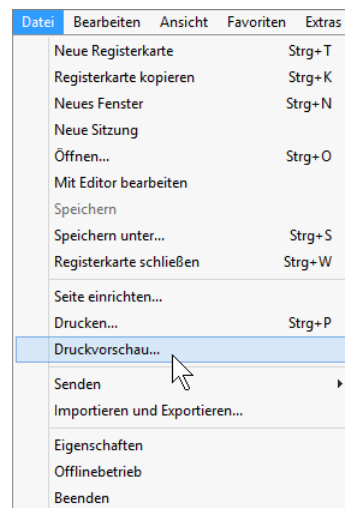 Datei Bearbeiten Ansicht Favoriten Extras
Neue Registerkarte Strg+T
Registerkarte kopieren Strg+K
Neues Fenster Strg+N
Neue Sitzung
Öffnen... Strg+O
Mit Editor bearbeiten
Speichern
Speichern unter... Strg+S
Registerkarte schließen Strg+W
Seite einrichten...
Drucken... Strg+P
Druckvorschau...
Senden
Importieren und Exportieren...
Eigenschaften
Offlinebetrieb
Beenden